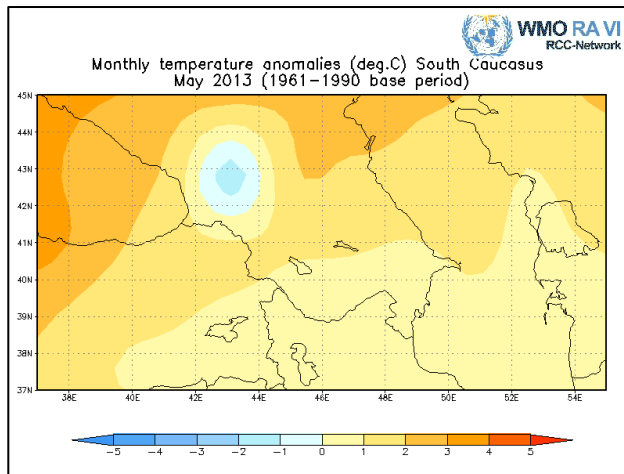 WMO RA VI
RCC-Network
Monthly temperature anomalies (deg.C) South Caucasus
May 2013 (1961-1990 base period)
45N
44N
43N
42N
41N
40N
39N
38N
37N
38E 40E 42E 44E 46E 48E 50E 52E 54E
-5 -4 -3 -2 -1 0 1 2 3 4 5